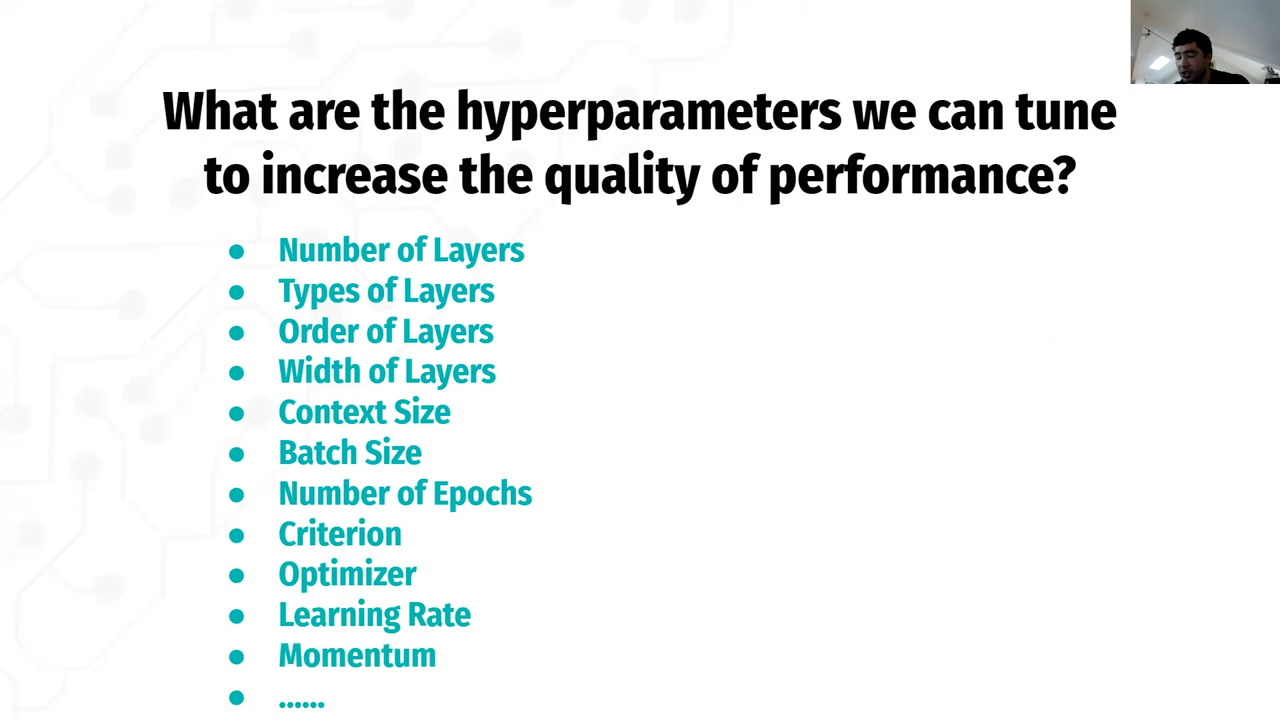 What are the hyperparameters we can tune
to increase the quality of performance?
● Number of Layers
● Types of Layers
● Order of Layers
● Width of Layers
● Context Size
● Batch Size
● Number of Epochs
● Criterion
● Optimizer
● Learning Rate
● Momentum
● ......